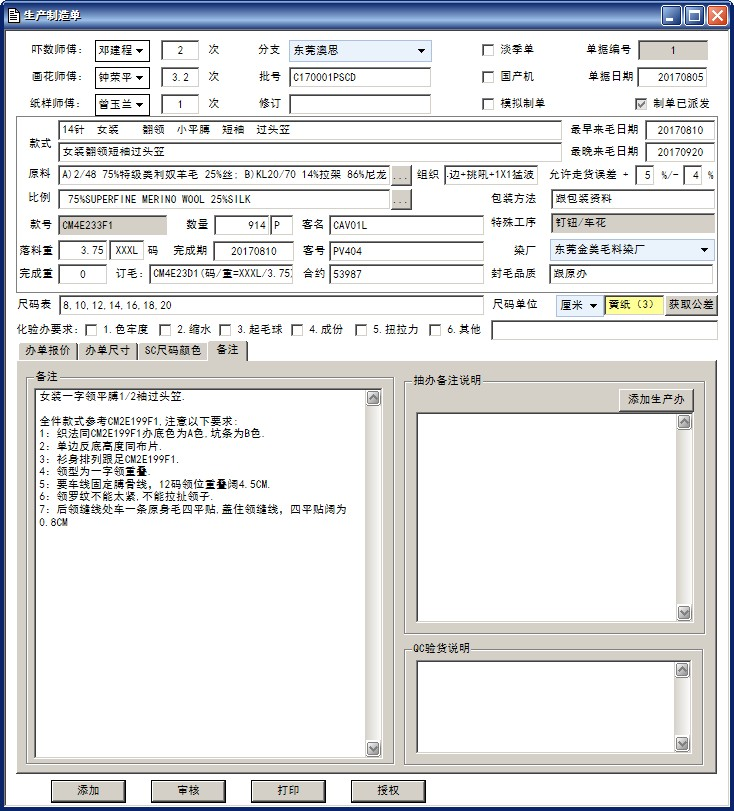 生产制造单
吓数师傅: 邓建程 2 次 分支 东莞澳思 淡季单 单据编号 1
画花师傅: 钟荣平 3.2 次 批号 C170001PSCD 国产机 单据日期 20170805
纸样师傅: 曾玉兰 1 次 修订 模拟制单 制单已派发
款式 14针 女装 翻领 小平膊 短袖 过头笠 最早来毛日期 20170810
女装翻领短袖过头笠 最晚来毛日期 20170920
原料 A)2/48 75%特级美利奴羊毛 25%丝: B)KL20/70 14%拉架 86%尼龙 ... 组织 边+挑吼+1X1猛波 允许走货误差 + 5 %/- 4 %
比例 75%SUPERFINE MERINO WOOL 25%SILK ... 包装方法 跟包装资料
款号 CM4E233F1 数量 914 P 客名 CAVO1L 特殊工序 钉钮/车花
落料重 3.75 XXXL 码 完成期 20170810 客号 PV404 染厂 东莞金美毛料染厂
完成重 0 订毛: CM4E23D1(码/重=XXXL/3.75) 合约 53987 封毛品质 跟原办
尺码表 8,10,12,14,16,18,20 尺码单位 厘米 黄纸 (3) 获取公差
化验办要求: 1.色牢度 2.缩水 3.起毛球 4.成份 5.扭拉力 6.其他
办单报价 办单尺寸 SC尺码颜色 备注
备注
女装一字领平膊1/2袖过头笠.
全件款式参考CM2E199F1.注意以下要求:
1: 织法同CM2E199F1办底色为A色.坑条为B色.
2: 单边反底高度同布片.
3: 衫身排列跟足CM2E199F1.
4: 领型为一字领重叠.
5: 要车线固定膊骨线, 12码领位重叠阔4.5CM.
6: 领罗纹不能太紧.不能拉扯领子.
7: 后领缝线处车一条原身毛四平贴.盖住领缝线, 四平贴阔为
0.8CM
抽办备注说明
添加生产办
QC验货说明
添加 审核 打印 授权